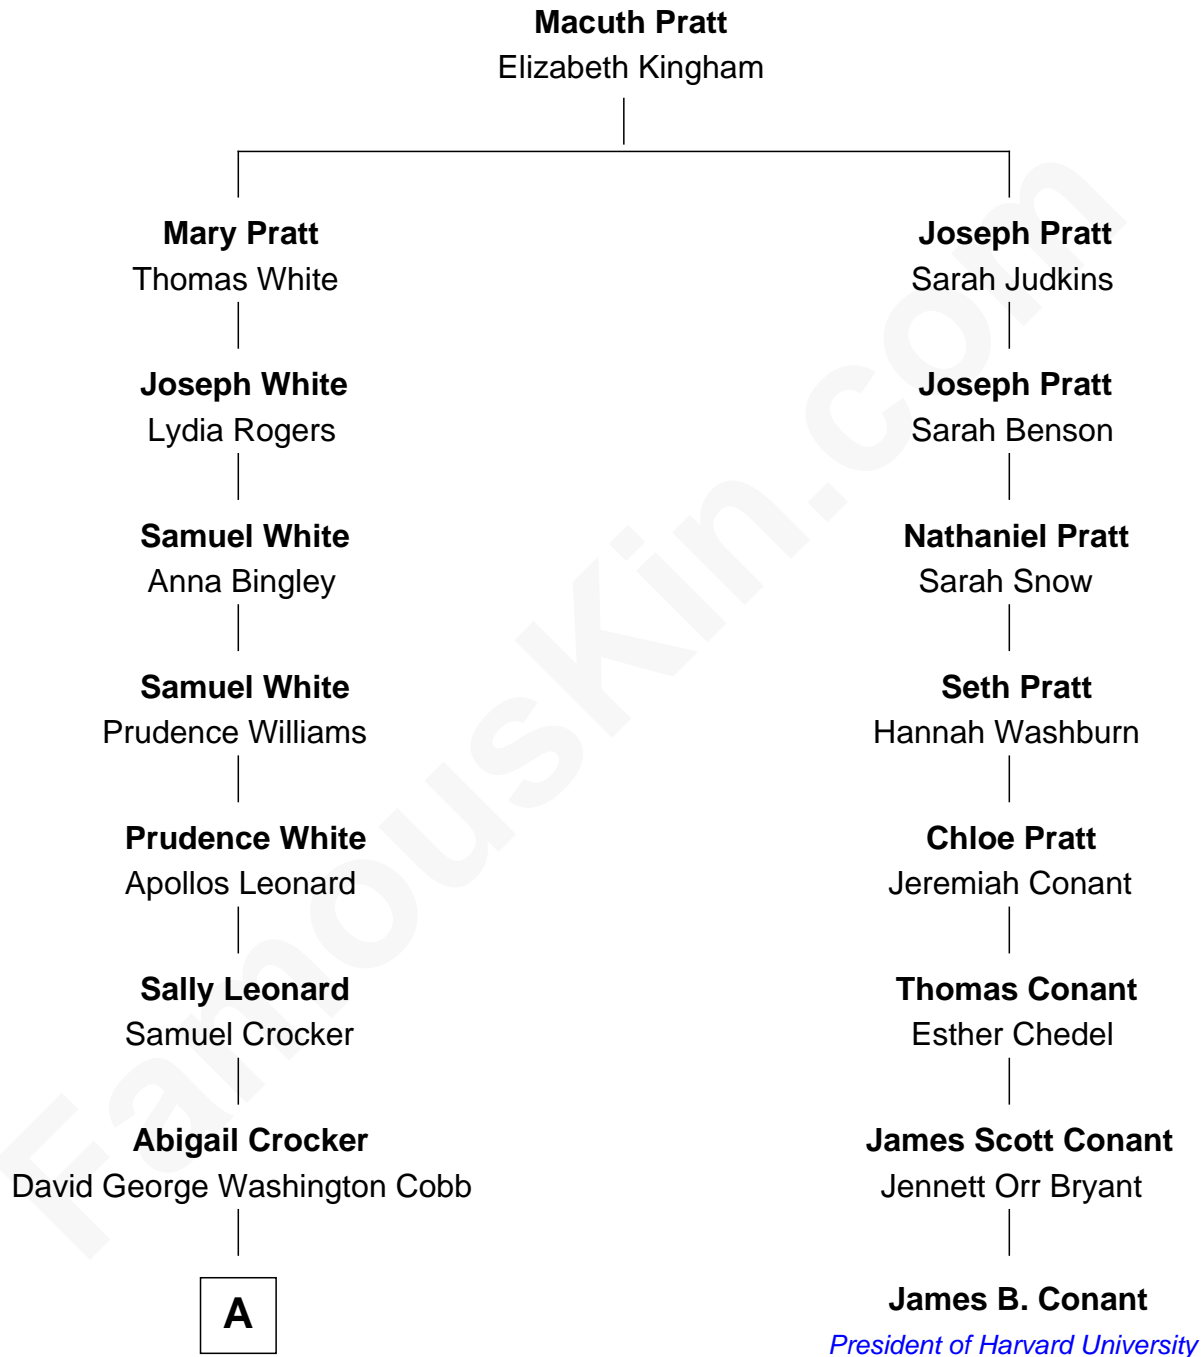 Macuth Pratt
Elizabeth Kingham
Mary Pratt
Thomas White
Joseph Pratt
Sarah Judkins
Joseph White
Lydia Rogers
Joseph Pratt
Sarah Benson
Samuel White
Anna Bingley
Nathaniel Pratt
Sarah Snow
Samuel White
Prudence Williams
Seth Pratt
Hannah Washburn
Prudence White
Apollos Leonard
Chloe Pratt
Jeremiah Conant
Sally Leonard
Samuel Crocker
Thomas Conant
Esther Chedel
Abigail Crocker
David George Washington Cobb
James Scott Conant
Jennett Orr Bryant
A
James B. Conant
President of Harvard University
FamousKin.com